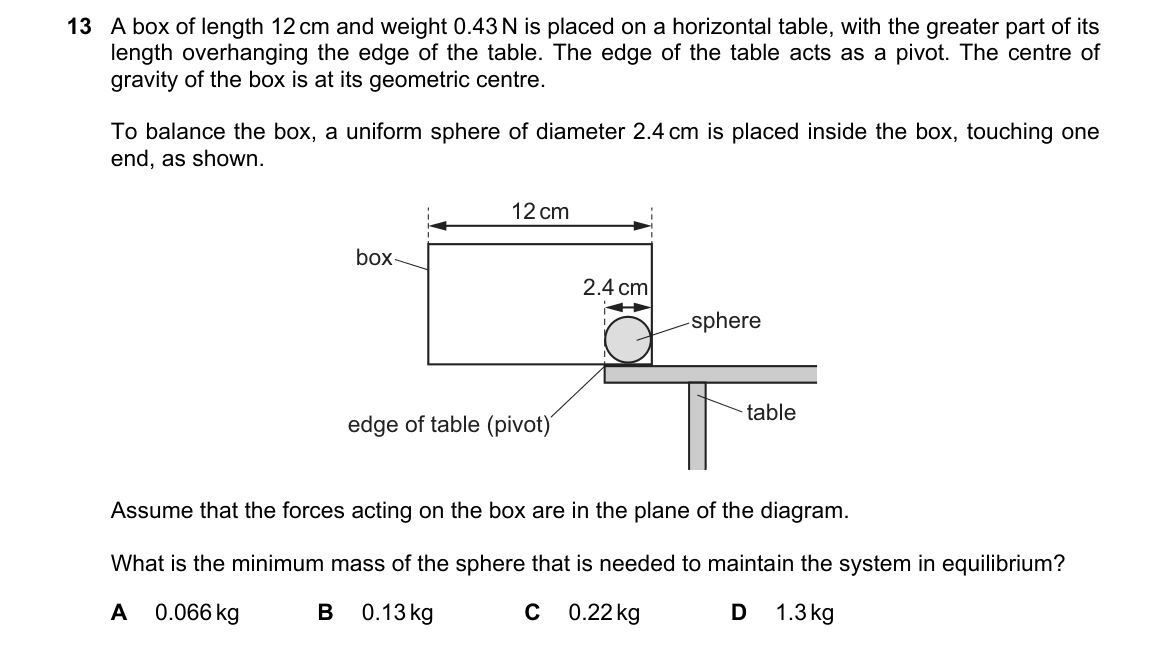 13 A box of length 12 cm and weight 0.43 N is placed on a horizontal table, with the greater part of its
length overhanging the edge of the table. The edge of the table acts as a pivot. The centre of
gravity of the box is at its geometric centre.
To balance the box, a uniform sphere of diameter 2.4 cm is placed inside the box, touching one
end, as shown.
12 cm
box
2.4 cm
sphere
table
edge of table (pivot)
Assume that the forces acting on the box are in the plane of the diagram.
What is the minimum mass of the sphere that is needed to maintain the system in equilibrium?
A 0.066 kg B 0.13 kg C 0.22 kg D 1.3 kg